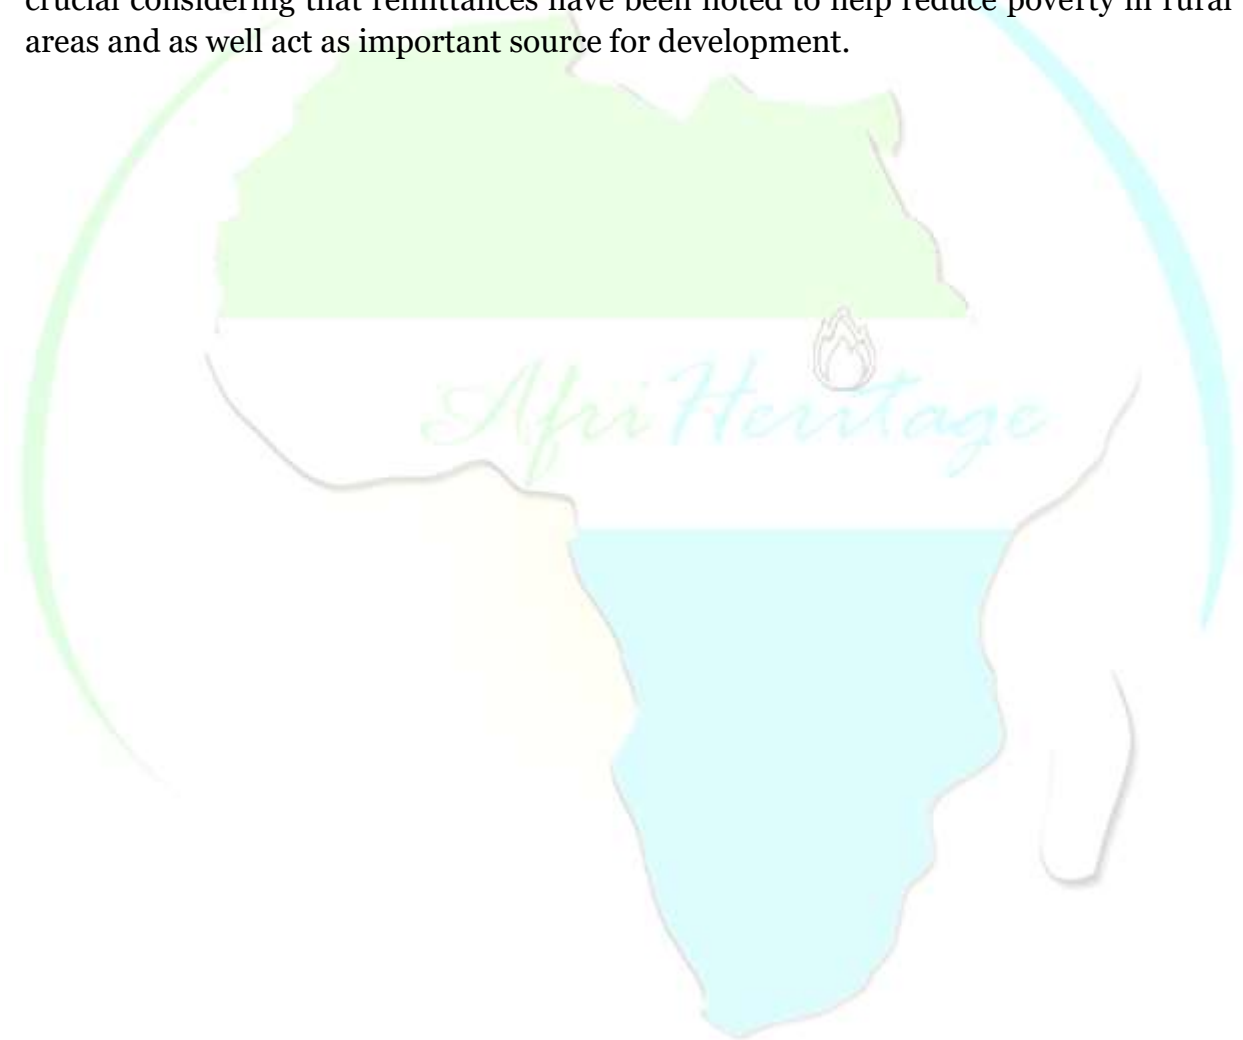 crucial considering that remittances have been noted to help reduce poverty in rural
areas and as well act as important source for development.
AfriHeritage